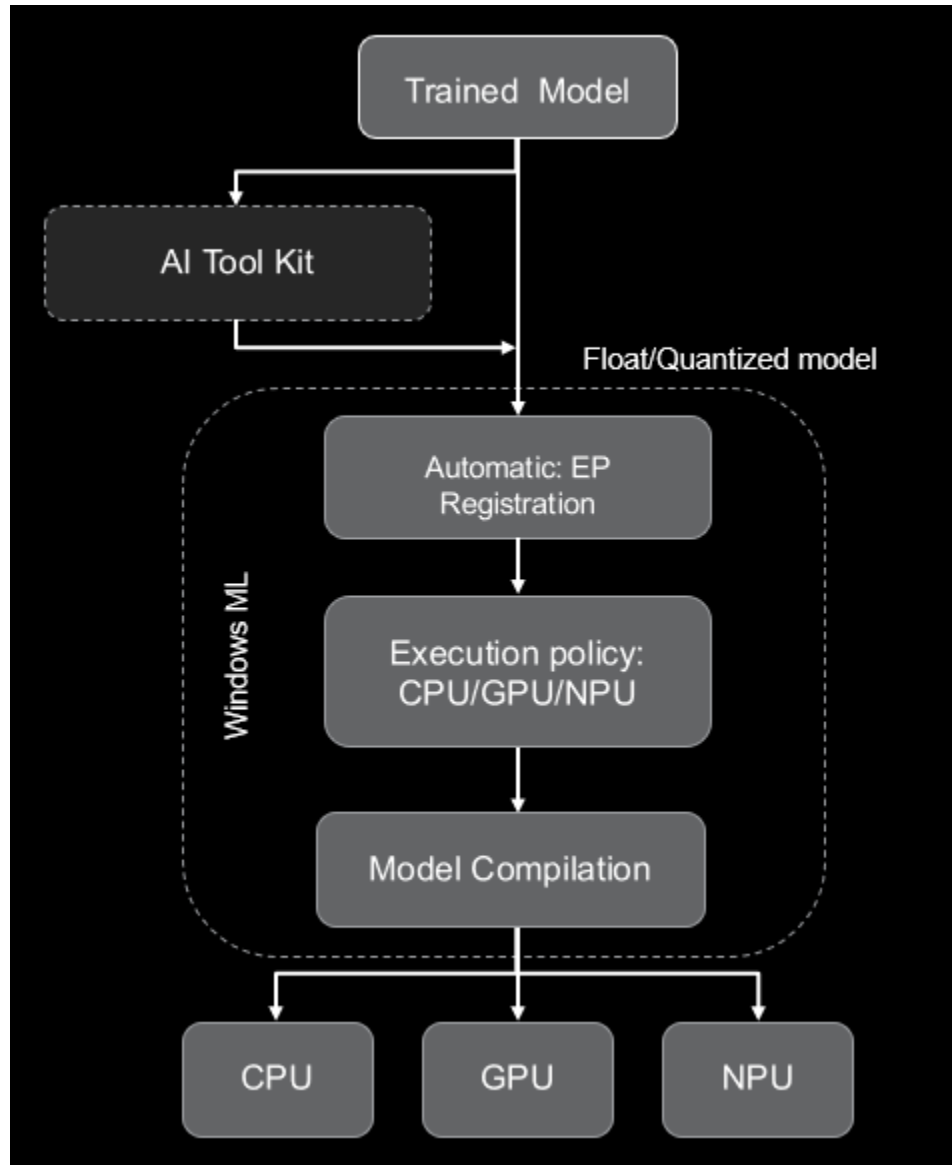 Trained Model
AI Tool Kit
Float/Quantized model
Automatic: EP
Registration
Windows ML
Execution policy:
CPU/GPU/NPU
Model Compilation
CPU
GPU
NPU